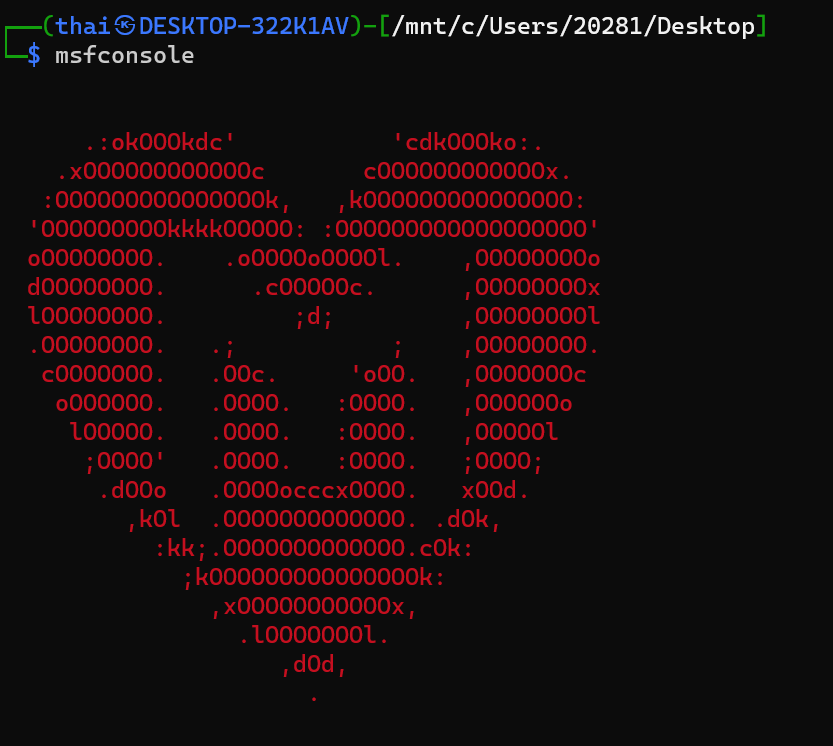 ┌──(thai㉿DESKTOP-322K1AV)-[/mnt/c/Users/20281/Desktop]
└─$ msfconsole
      .:okOOOkdc'           'cdkOOOko:.
    .xOOOOOOOOOOOOc       cOOOOOOOOOOOOx.
   :OOOOOOOOOOOOOOOk,   ,kOOOOOOOOOOOOOOO:
  'OOOOOOOOOkkkkOOOOO: :OOOOOOOOOOOOOOOOOO'
  oOOOOOOOO.    .oOOOOoOOOOl.    ,OOOOOOOOo
  dOOOOOOOO.      .cOOOOOc.      ,OOOOOOOOx
  lOOOOOOOO.         ;d;         ,OOOOOOOOl
  .OOOOOOOO.   .;           ;    ,OOOOOOOO.
   cOOOOOOO.   .OOc.     'oOO.   ,OOOOOOOc
    oOOOOOO.   .OOOO.   :OOOO.   ,OOOOOOo
     lOOOOO.   .OOOO.   :OOOO.   ,OOOOOl
      ;OOOO'   .OOOO.   :OOOO.   ;OOOO;
       .dOOo   .OOOOocccxOOOO.   xOOd.
         ,kOl  .OOOOOOOOOOOOO. .dOk,
           :kk;.OOOOOOOOOOOOO.cOk:
             ;kOOOOOOOOOOOOOOOk:
               ,xOOOOOOOOOOOx,
                 .lOOOOOOOl.
                    ,dOd,
                      .